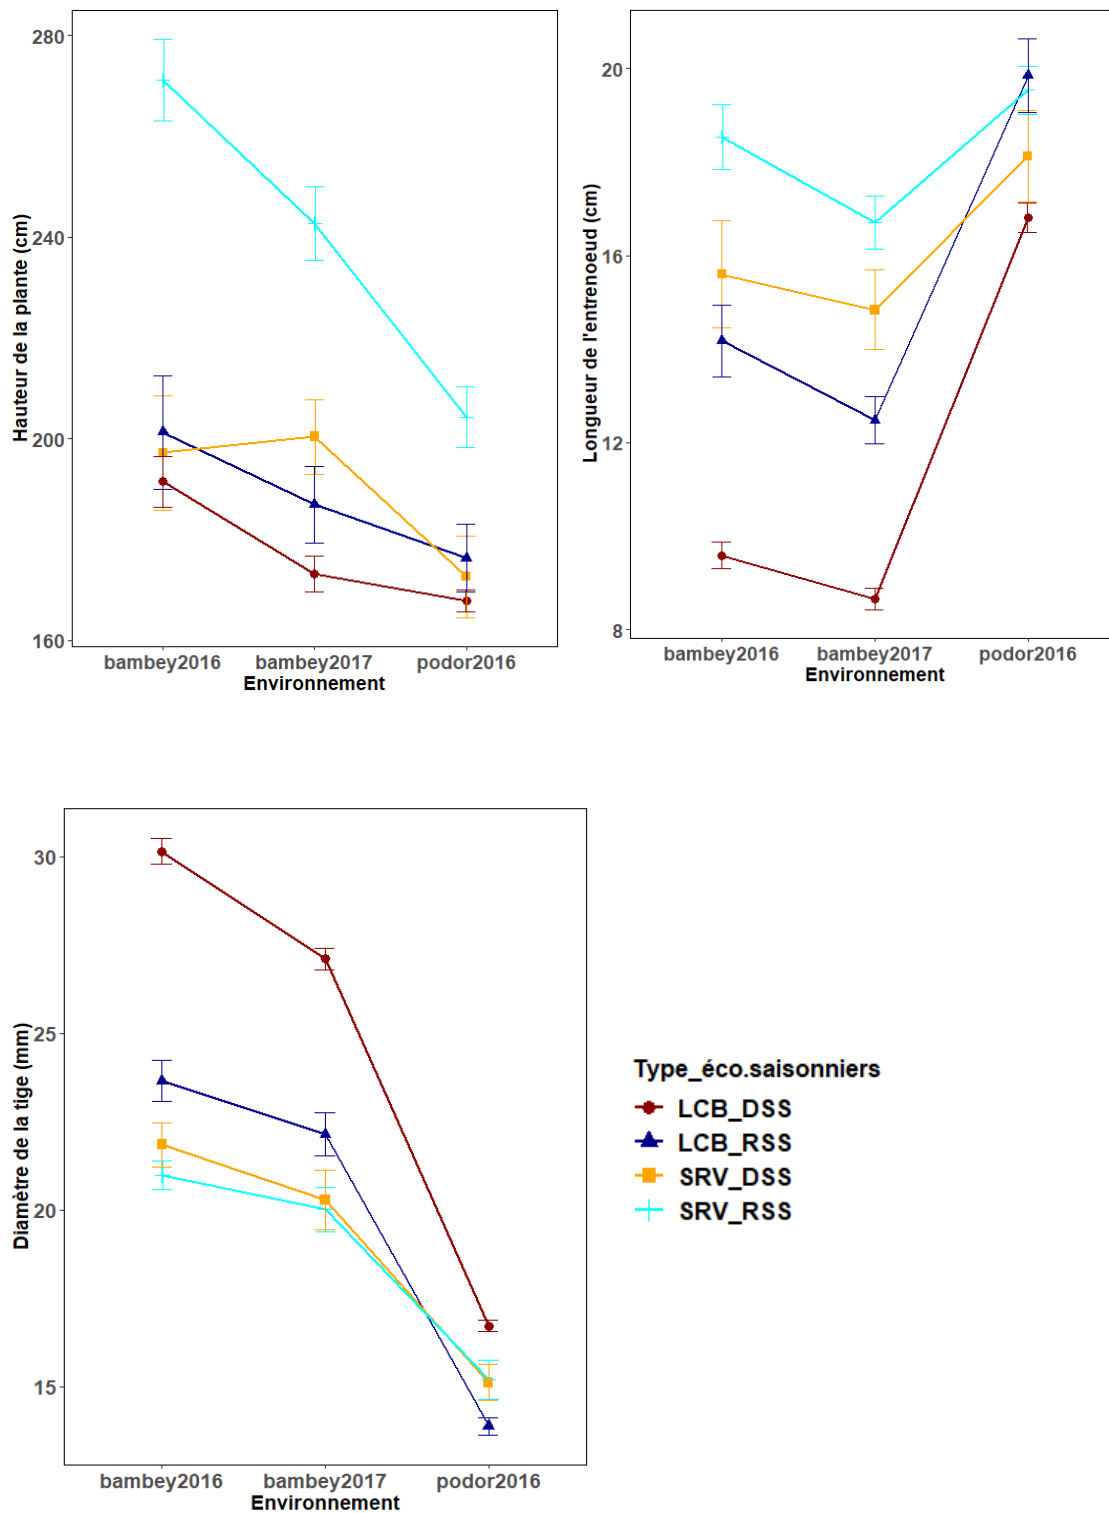 Hauteur de la plante (cm)
280
240
200
160
bambey2016 bambey2017 podor2016
Environnement
Longueur de l'entrenoeud (cm)
20
16
12
8
bambey2016 bambey2017 podor2016
Environnement
Diamètre de la tige (mm)
30
25
20
15
bambey2016 bambey2017 podor2016
Environnement
Type_éco.saisonniers
LCB_DSS
LCB_RSS
SRV_DSS
SRV_RSS